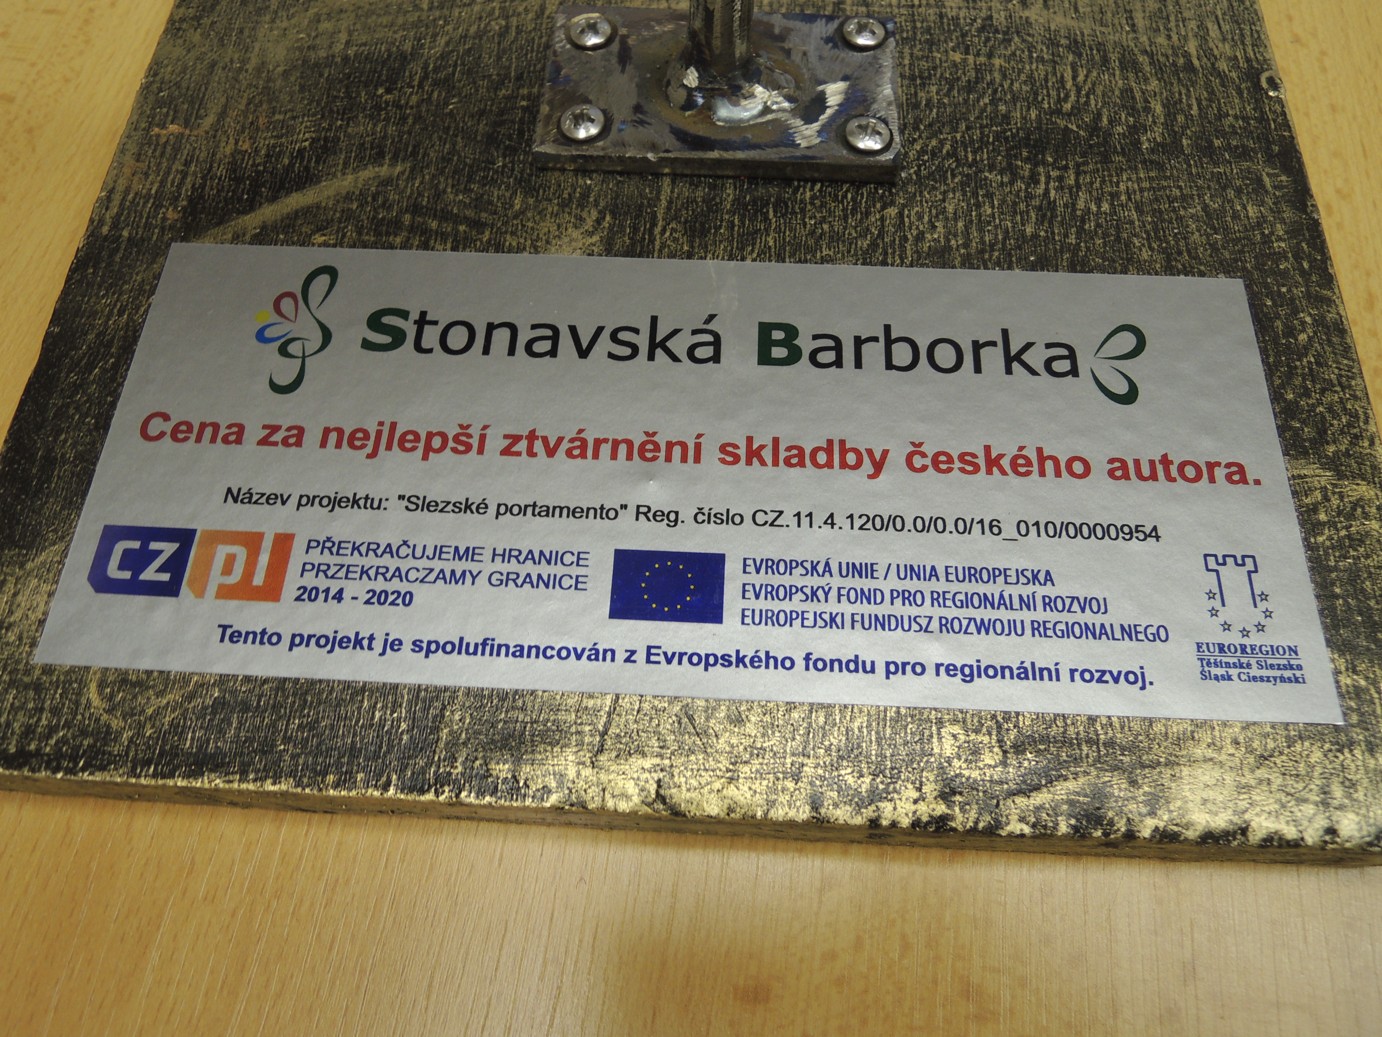 Stonavská Barborka
Cena za nejlepší ztvárnění skladby českého autora.
Název projektu: "Slezské portamento" Reg. číslo CZ.11.4.120/0.0/0.0/16_010/0000954
CZ pl
PŘEKRAČUJEME HRANICE
PRZEKRACZAMY GRANICE
2014 - 2020
EVROPSKÁ UNIE / UNIA EUROPEJSKA
EVROPSKÝ FOND PRO REGIONÁLNÍ ROZVOJ
EUROPEJSKI FUNDUSZ ROZWOJU REGIONALNEGO
EUROREGION
Těšínské Slezsko
Śląsk Cieszyński
Tento projekt je spolufinancován z Evropského fondu pro regionální rozvoj.